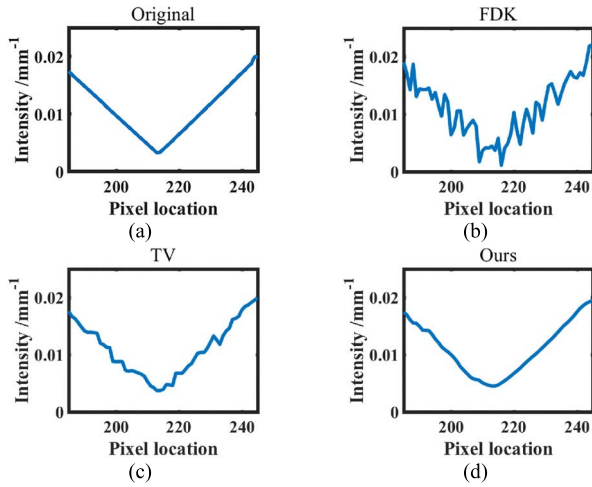 Original
Intensity /mm⁻¹
0.02
0.01
0
200 220 240
Pixel location
(a)
FDK
Intensity /mm⁻¹
0.02
0.01
0
200 220 240
Pixel location
(b)
TV
Intensity /mm⁻¹
0.02
0.01
0
200 220 240
Pixel location
(c)
Ours
Intensity /mm⁻¹
0.02
0.01
0
200 220 240
Pixel location
(d)